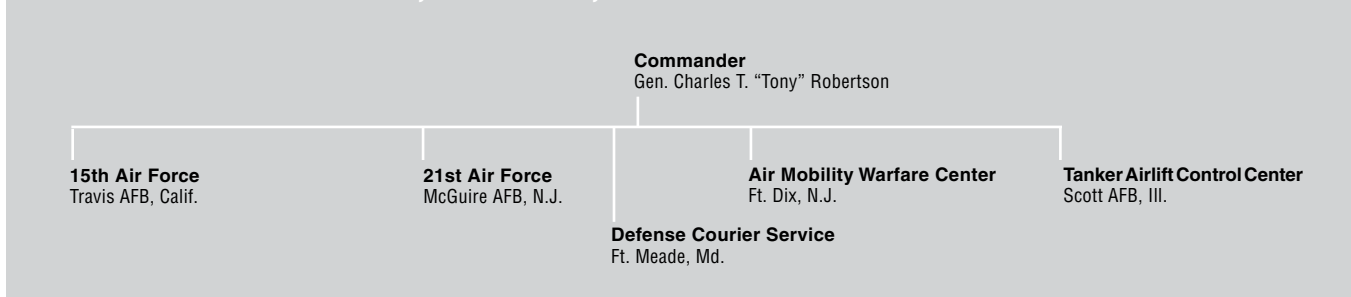 Commander
Gen. Charles T. “Tony” Robertson
15th Air Force
Travis AFB, Calif.
21st Air Force
McGuire AFB, N.J.
Air Mobility Warfare Center
Ft. Dix, N.J.
Tanker Airlift Control Center
Scott AFB, Ill.
Defense Courier Service
Ft. Meade, Md.